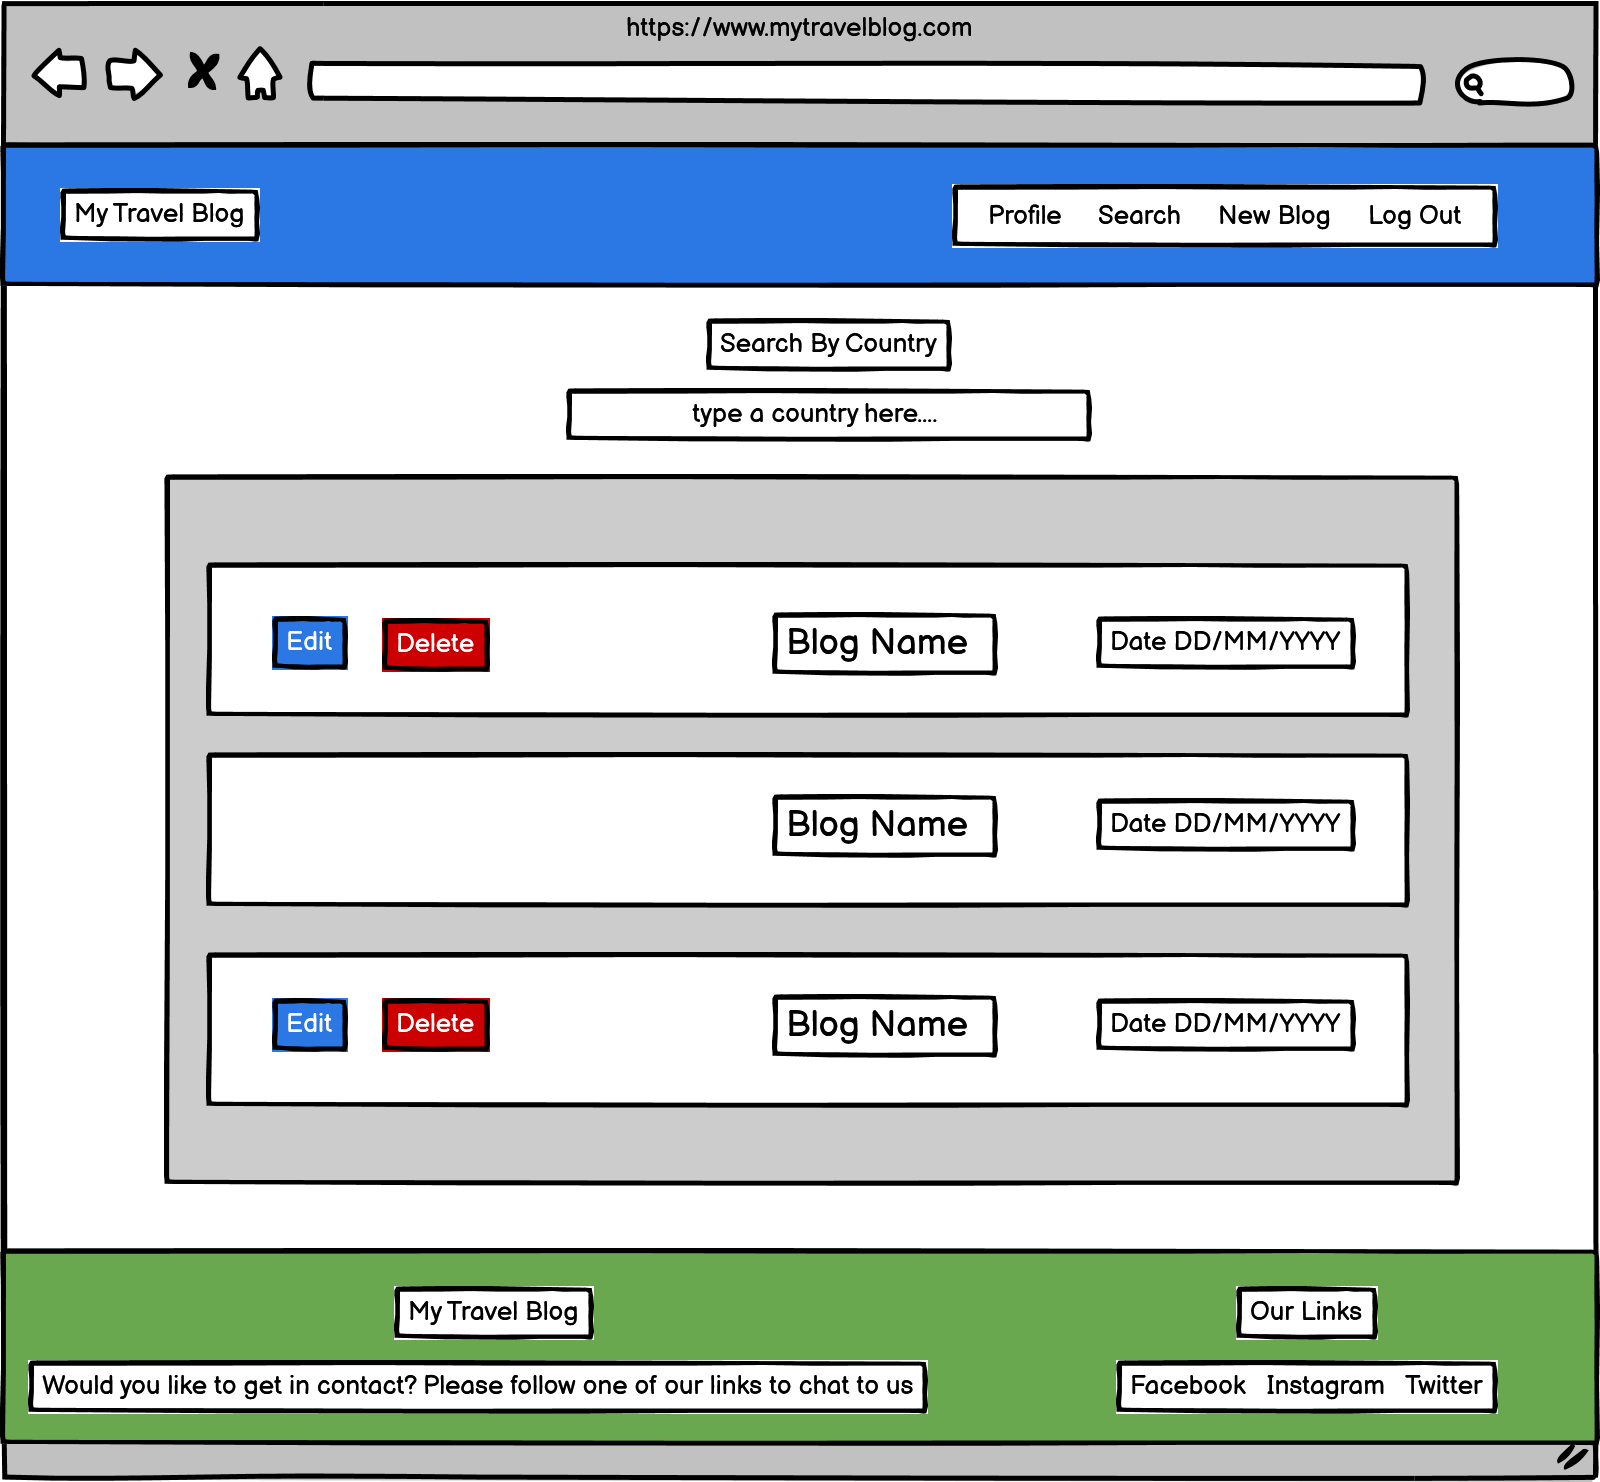 https://www.mytravelblog.com
My Travel Blog
Profile Search New Blog Log Out
Search By Country
type a country here....
Edit Delete Blog Name Date DD/MM/YYYY
Blog Name Date DD/MM/YYYY
Edit Delete Blog Name Date DD/MM/YYYY
My Travel Blog
Would you like to get in contact? Please follow one of our links to chat to us
Our Links
Facebook Instagram Twitter